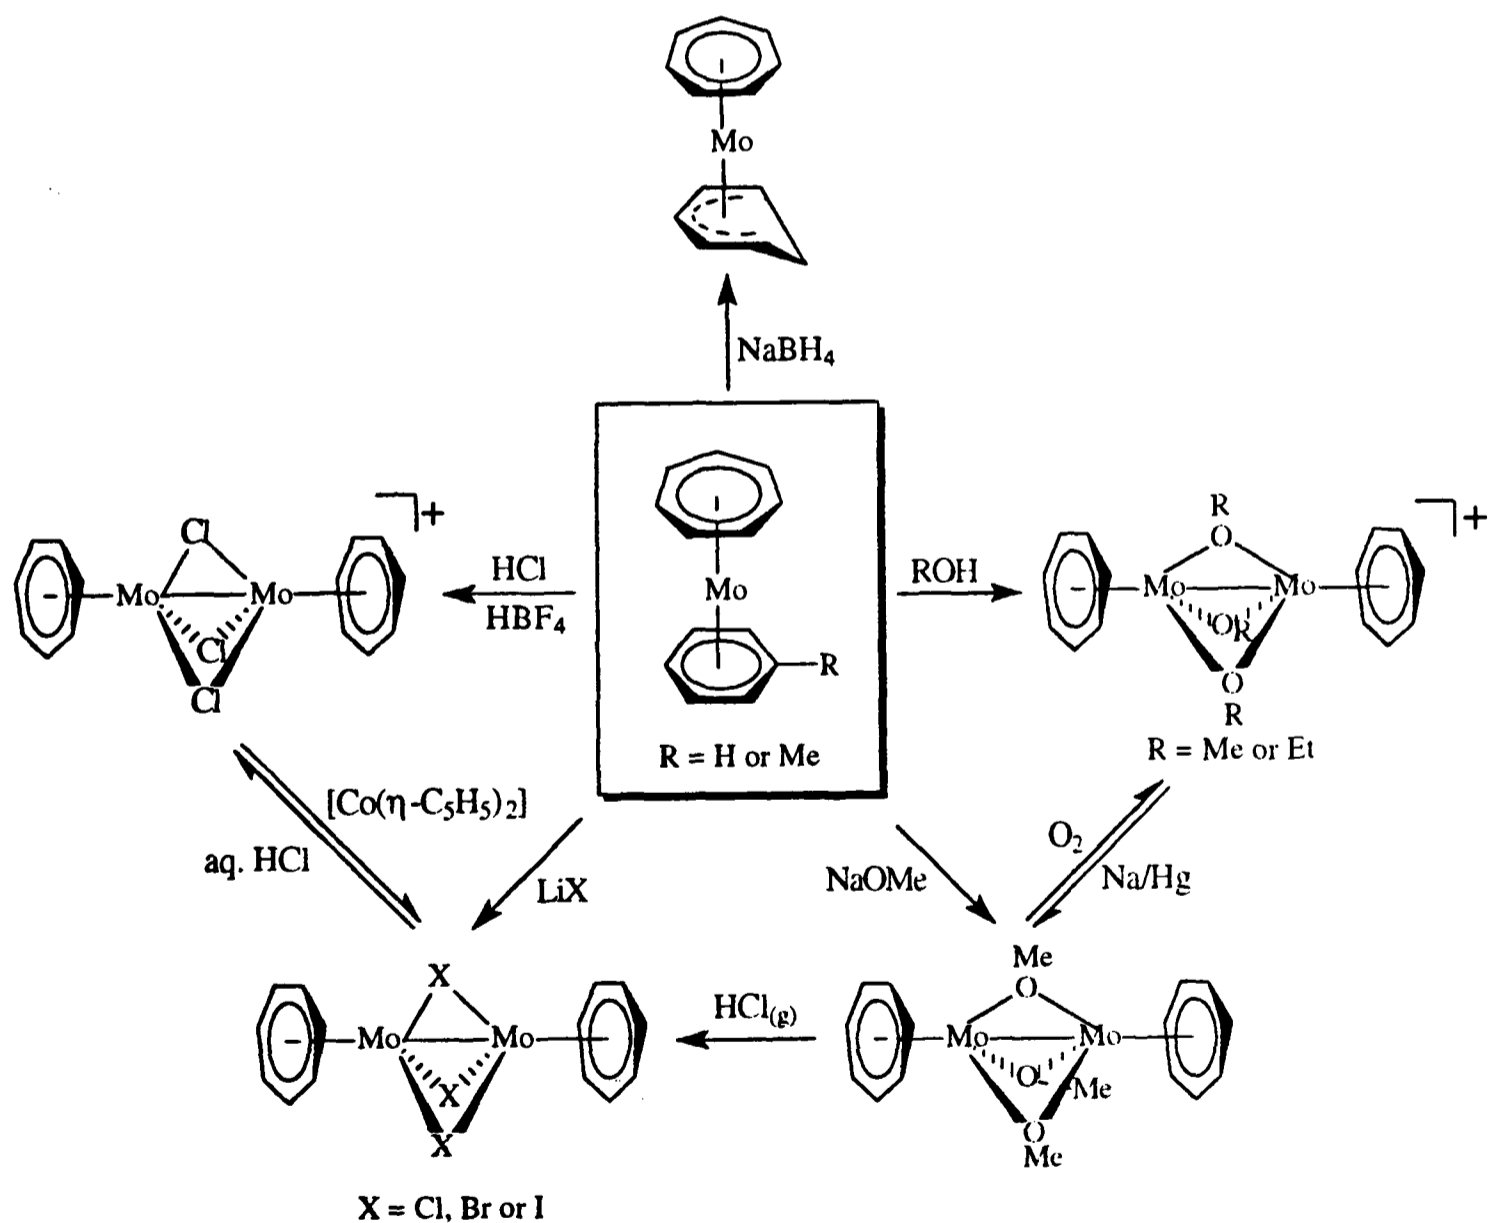 Mo
NaBH₄
Mo
R
R = H or Me
Cl
Mo
Mo
Cl
Cl
]+
HCl
HBF₄
ROH
R
O
Mo
Mo
OR
O
R
]+
R = Me or Et
[Co(η-C₅H₅)₂]
aq. HCl
LiX
NaOMe
O₂
Na/Hg
X
Mo
Mo
X
X
X = Cl, Br or I
HCl(g)
Me
O
Mo
Mo
O
Me
O
Me